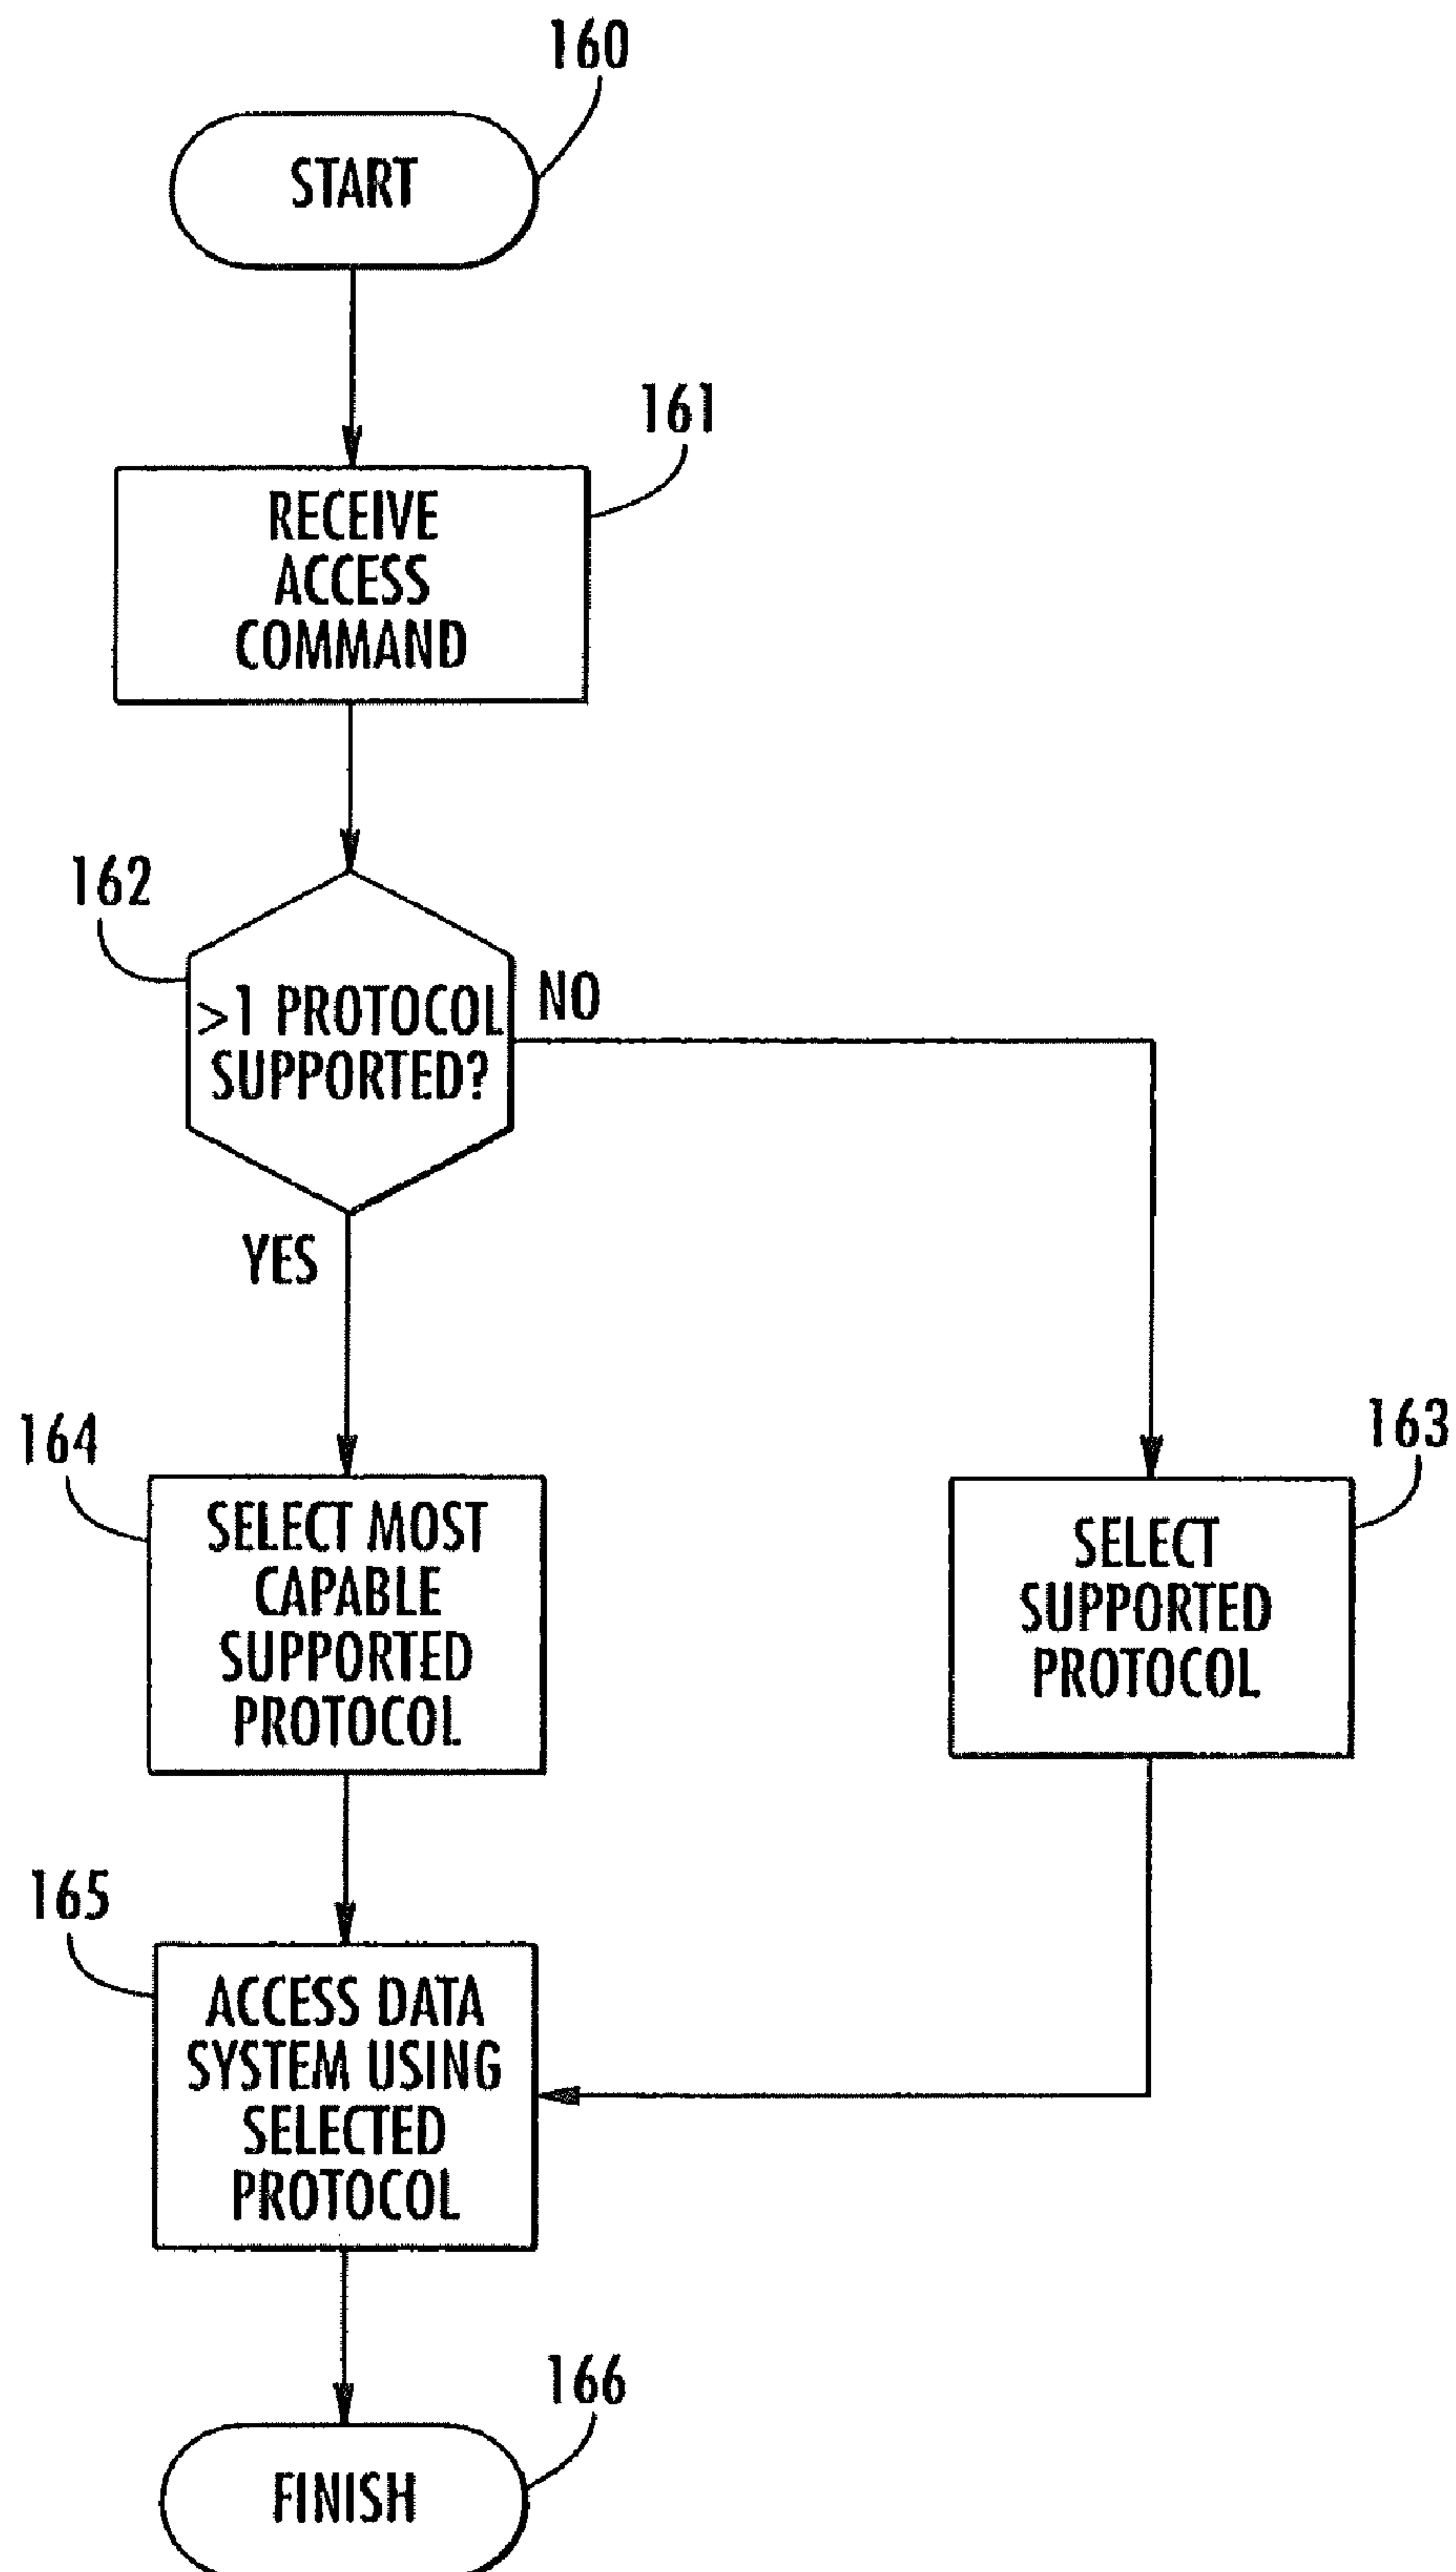 160
START
161
RECEIVE
ACCESS
COMMAND
162
>1 PROTOCOL
SUPPORTED?
NO
YES
164
SELECT MOST
CAPABLE
SUPPORTED
PROTOCOL
163
SELECT
SUPPORTED
PROTOCOL
165
ACCESS DATA
SYSTEM USING
SELECTED
PROTOCOL
166
FINISH